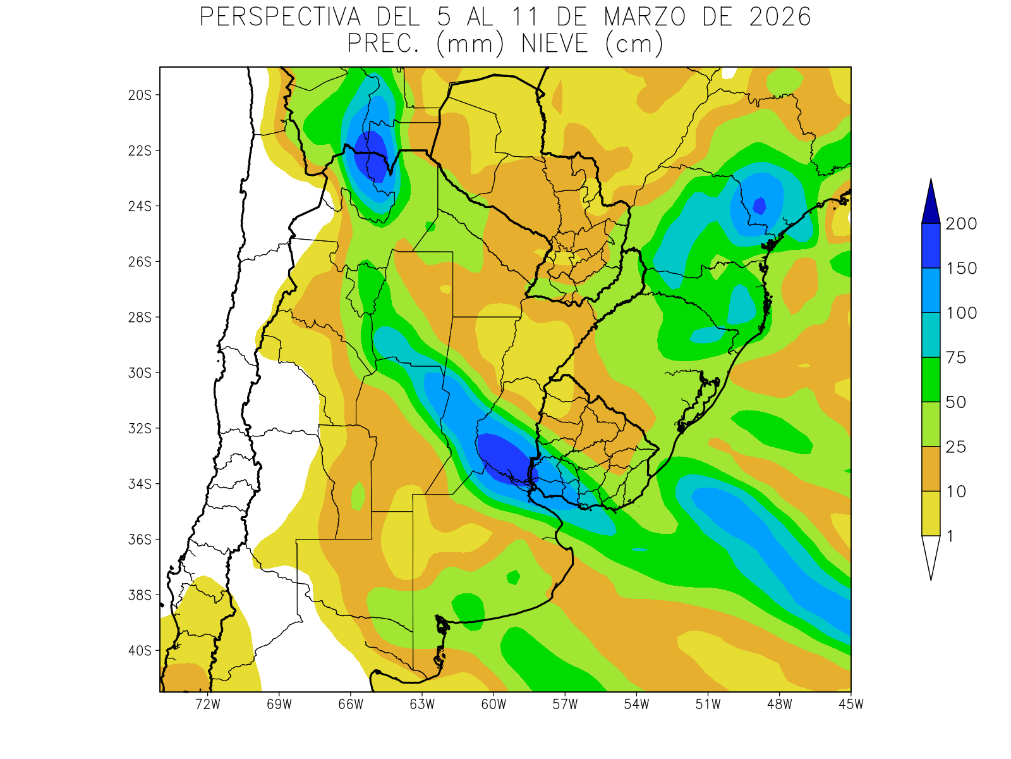 PERSPECTIVA DEL 5 AL 11 DE MARZO DE 2026
PREC. (mm) NIEVE (cm)
20S
22S
24S
26S
28S
30S
32S
34S
36S
38S
40S
72W 69W 66W 63W 60W 57W 54W 51W 48W 45W
200
150
100
75
50
25
10
1